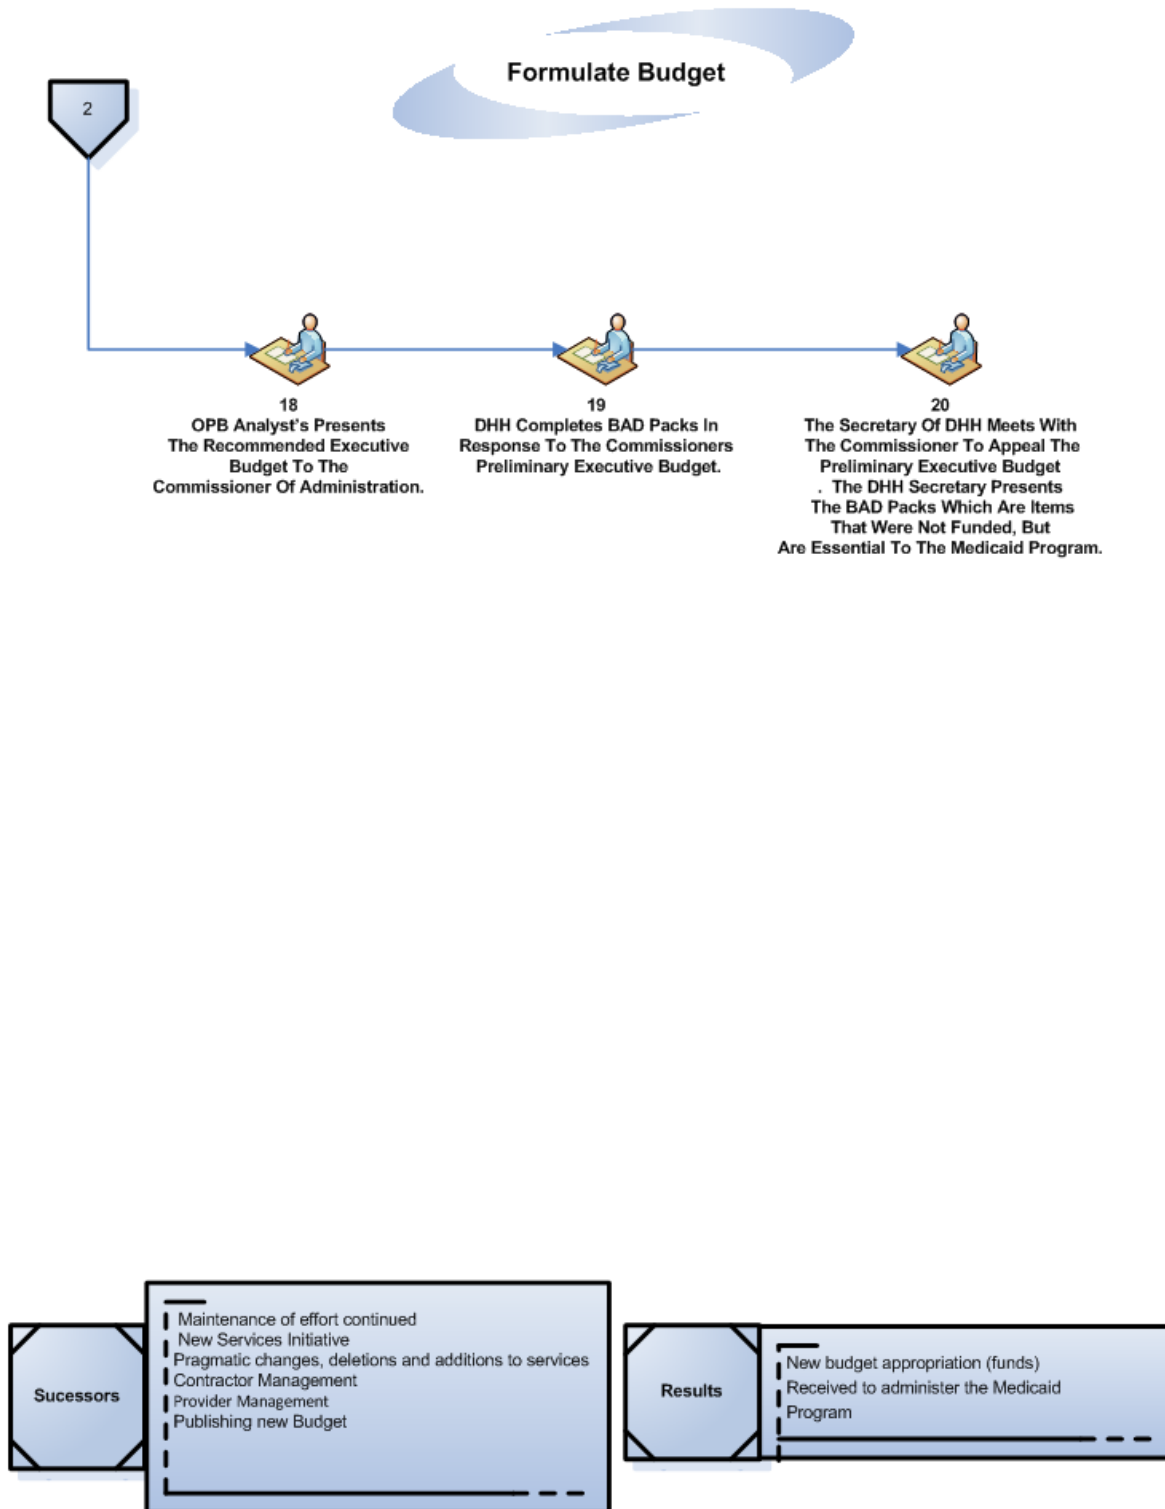 Formulate Budget
2
18
OPB Analyst's Presents
The Recommended Executive
Budget To The
Commissioner Of Administration.
19
DHH Completes BAD Packs In
Response To The Commissioners
Preliminary Executive Budget.
20
The Secretary Of DHH Meets With
The Commissioner To Appeal The
Preliminary Executive Budget
. The DHH Secretary Presents
The BAD Packs Which Are Items
That Were Not Funded, But
Are Essential To The Medicaid Program.
Sucessors
Maintenance of effort continued
New Services Initiative
Pragmatic changes, deletions and additions to services
Contractor Management
Provider Management
Publishing new Budget
Results
New budget appropriation (funds)
Received to administer the Medicaid
Program